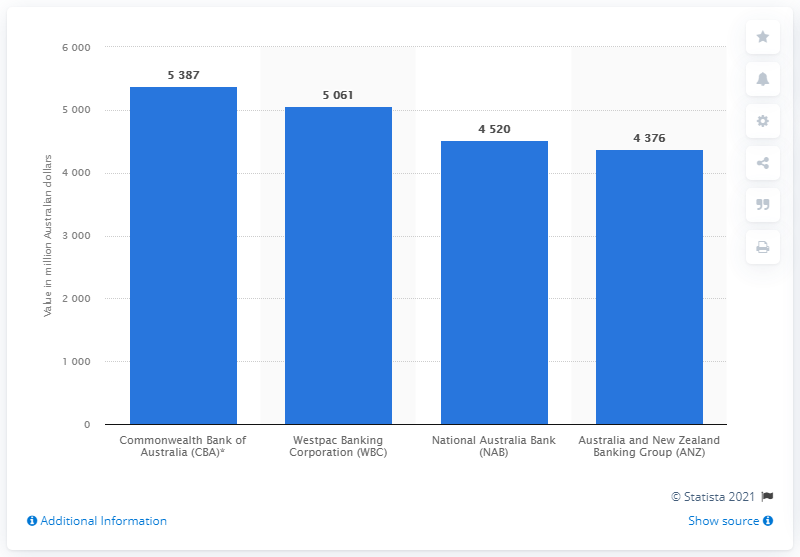 6 000
5 000
4 000
3 000
2 000
1 000
0
Value in million Australian dollars
5 387
5 061
4 520
4 376
Commonwealth Bank of
Australia (CBA)*
Westpac Banking
Corporation (WBC)
National Australia Bank
(NAB)
Australia and New Zealand
Banking Group (ANZ)
© Statista 2021
Additional Information
Show source